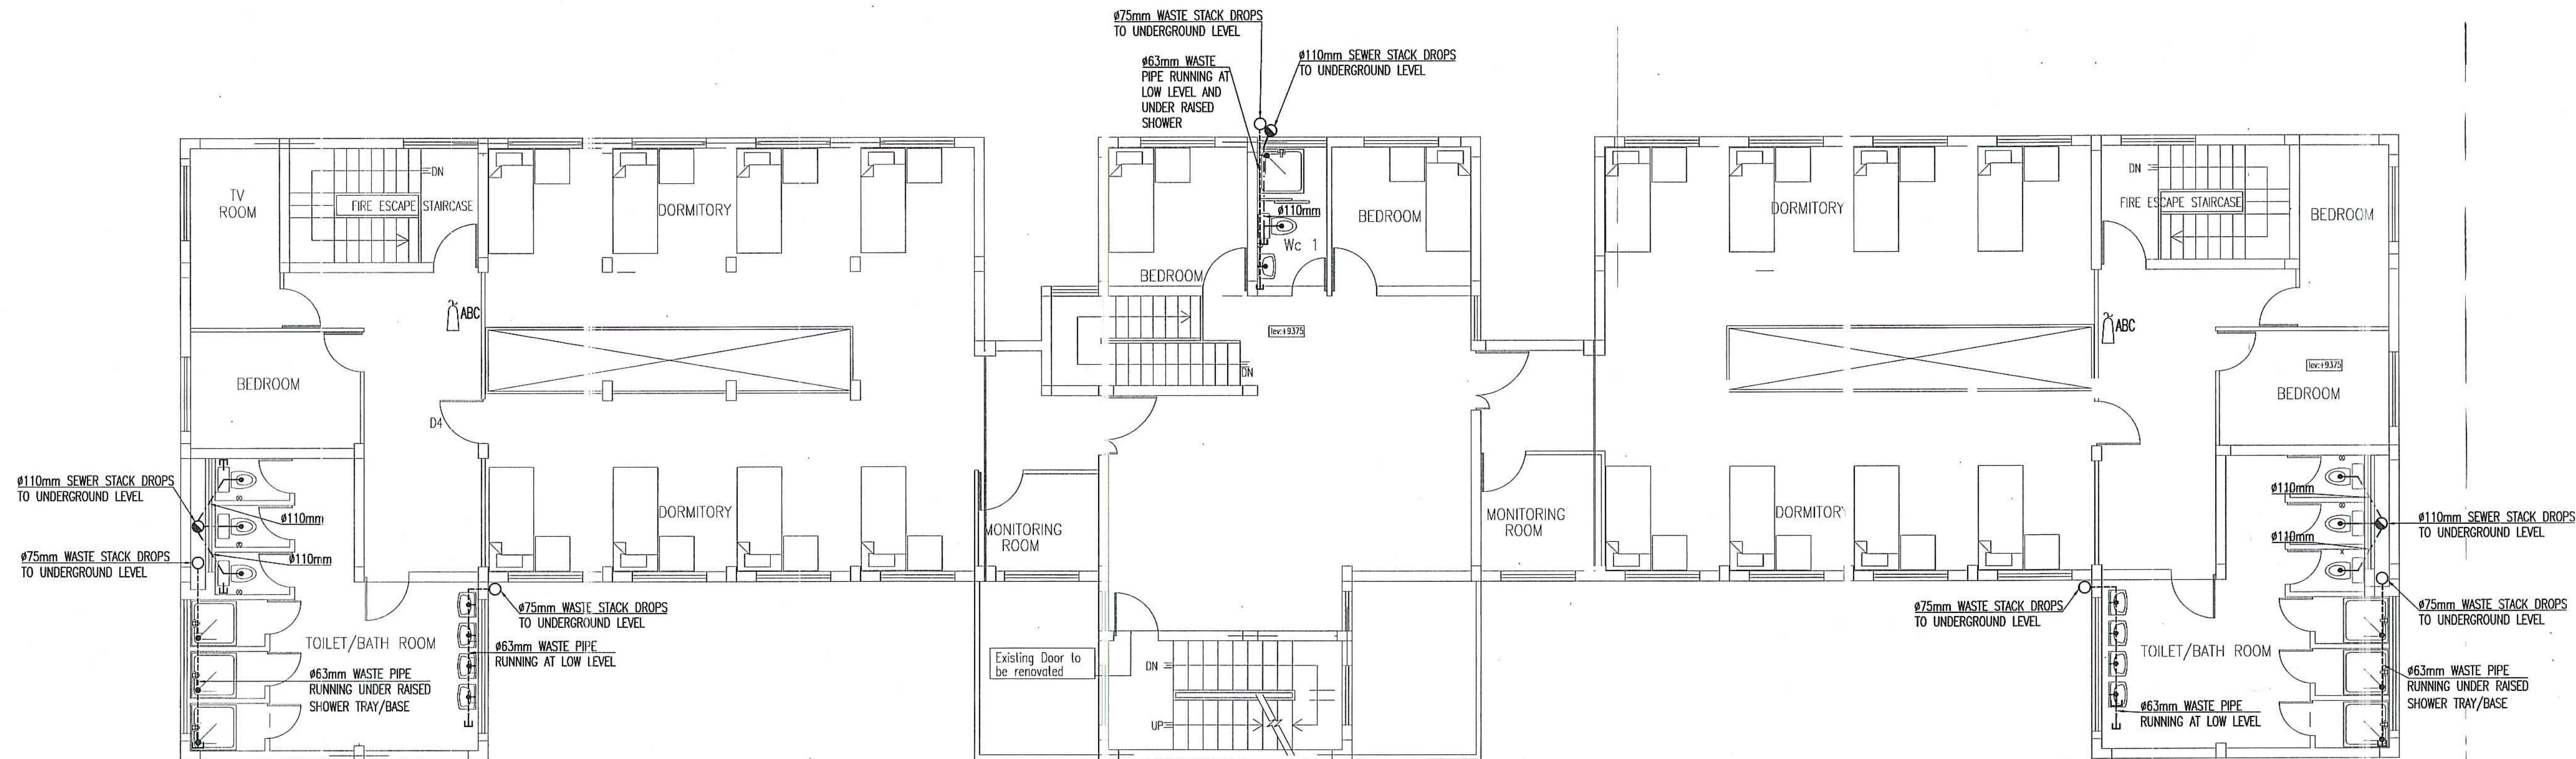 ø75mm WASTE STACK DROPS
TO UNDERGROUND LEVEL
ø63mm WASTE
PIPE RUNNING AT
LOW LEVEL AND
UNDER RAISED
SHOWER
ø110mm SEWER STACK DROPS
TO UNDERGROUND LEVEL
TV
ROOM
DN
FIRE ESCAPE STAIRCASE
DORMITORY
ABC
BEDROOM
D4
BEDROOM
ø110mm
Wc 1
BEDROOM
lev:+9375
DN
DORMITORY
DN
FIRE ESCAPE STAIRCASE
BEDROOM
ABC
lev:+9375
BEDROOM
ø110mm SEWER STACK DROPS
TO UNDERGROUND LEVEL
ø110mm
ø75mm WASTE STACK DROPS
TO UNDERGROUND LEVEL
ø110mm
DORMITORY
MONITORING
ROOM
MONITORING
ROOM
DORMITORY
ø110mm
ø110mm
ø110mm SEWER STACK DROPS
TO UNDERGROUND LEVEL
ø75mm WASTE STACK DROPS
TO UNDERGROUND LEVEL
TOILET/BATH ROOM
ø63mm WASTE PIPE
RUNNING AT LOW LEVEL
ø63mm WASTE PIPE
RUNNING UNDER RAISED
SHOWER TRAY/BASE
Existing Door to
be renovated
DN
UP
ø75mm WASTE STACK DROPS
TO UNDERGROUND LEVEL
ø75mm WASTE STACK DROPS
TO UNDERGROUND LEVEL
TOILET/BATH ROOM
ø63mm WASTE PIPE
RUNNING UNDER RAISED
SHOWER TRAY/BASE
ø63mm WASTE PIPE
RUNNING AT LOW LEVEL